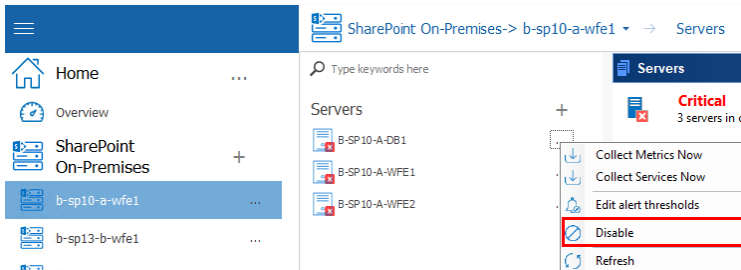 SharePoint On-Premises-> b-sp10-a-wfe1 → Servers
Home ...
Overview
SharePoint
On-Premises +
b-sp10-a-wfe1 ...
b-sp13-b-wfe1 ...
Type keywords here
Servers +
B-SP10-A-DB1 ...
B-SP10-A-WFE1
B-SP10-A-WFE2
Servers
Critical
3 servers in
Collect Metrics Now
Collect Services Now
Edit alert thresholds
Disable
Refresh